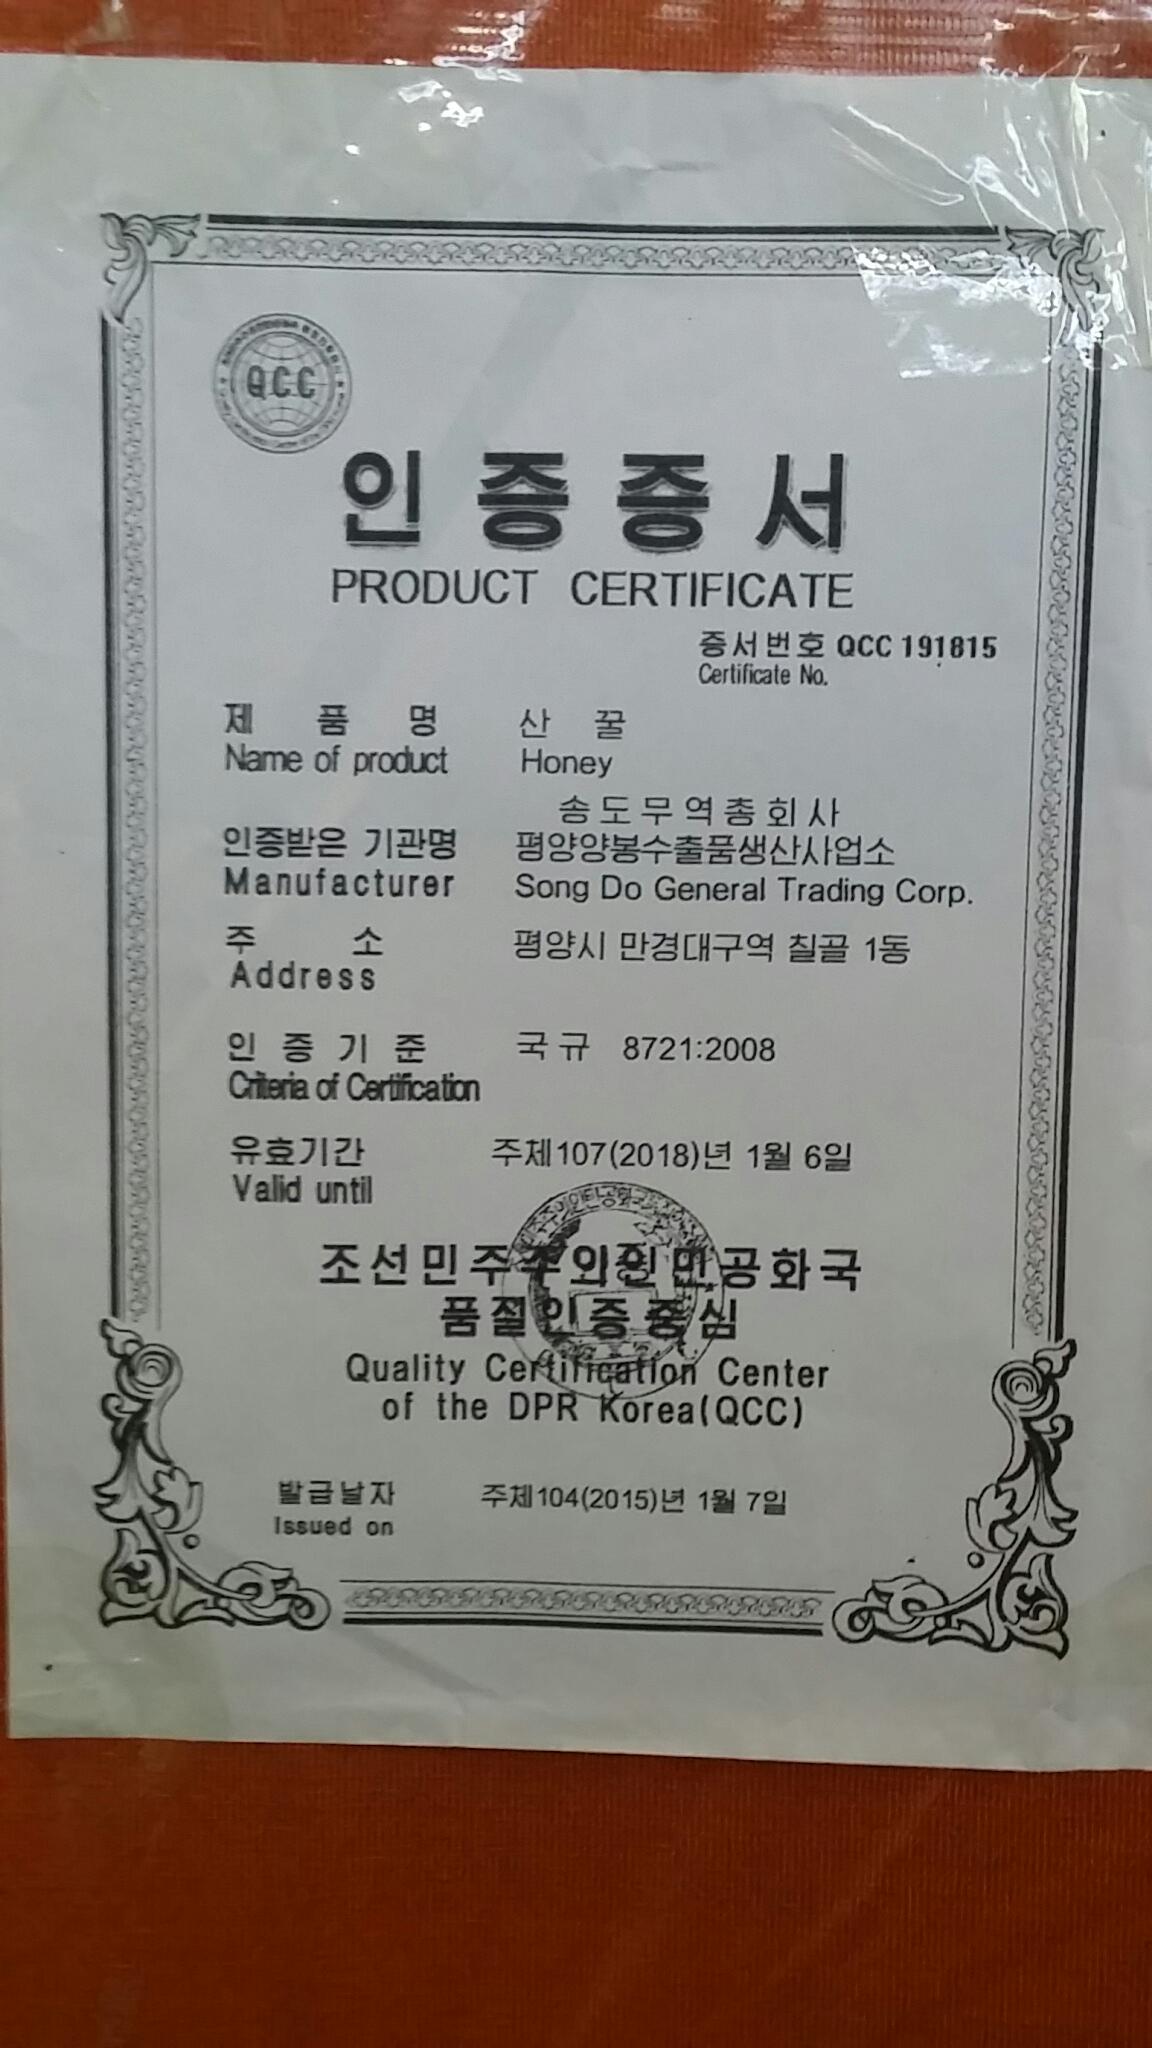 QCC
인증증서
PRODUCT CERTIFICATE
증서번호 QCC 191815
Certificate No.
제품명 산꿀
Name of product Honey
송도무역총회사
인증받은 기관명 평양양봉수출품생산사업소
Manufacturer Song Do General Trading Corp.
주소 평양시 만경대구역 칠골 1동
Address
인증기준 국규 8721:2008
Criteria of Certification
유효기간 주체107(2018)년 1월 6일
Valid until
조선민주주의인민공화국
품질인증중심
Quality Certification Center
of the DPR Korea(QCC)
발급날자 주체104(2015)년 1월 7일
Issued on